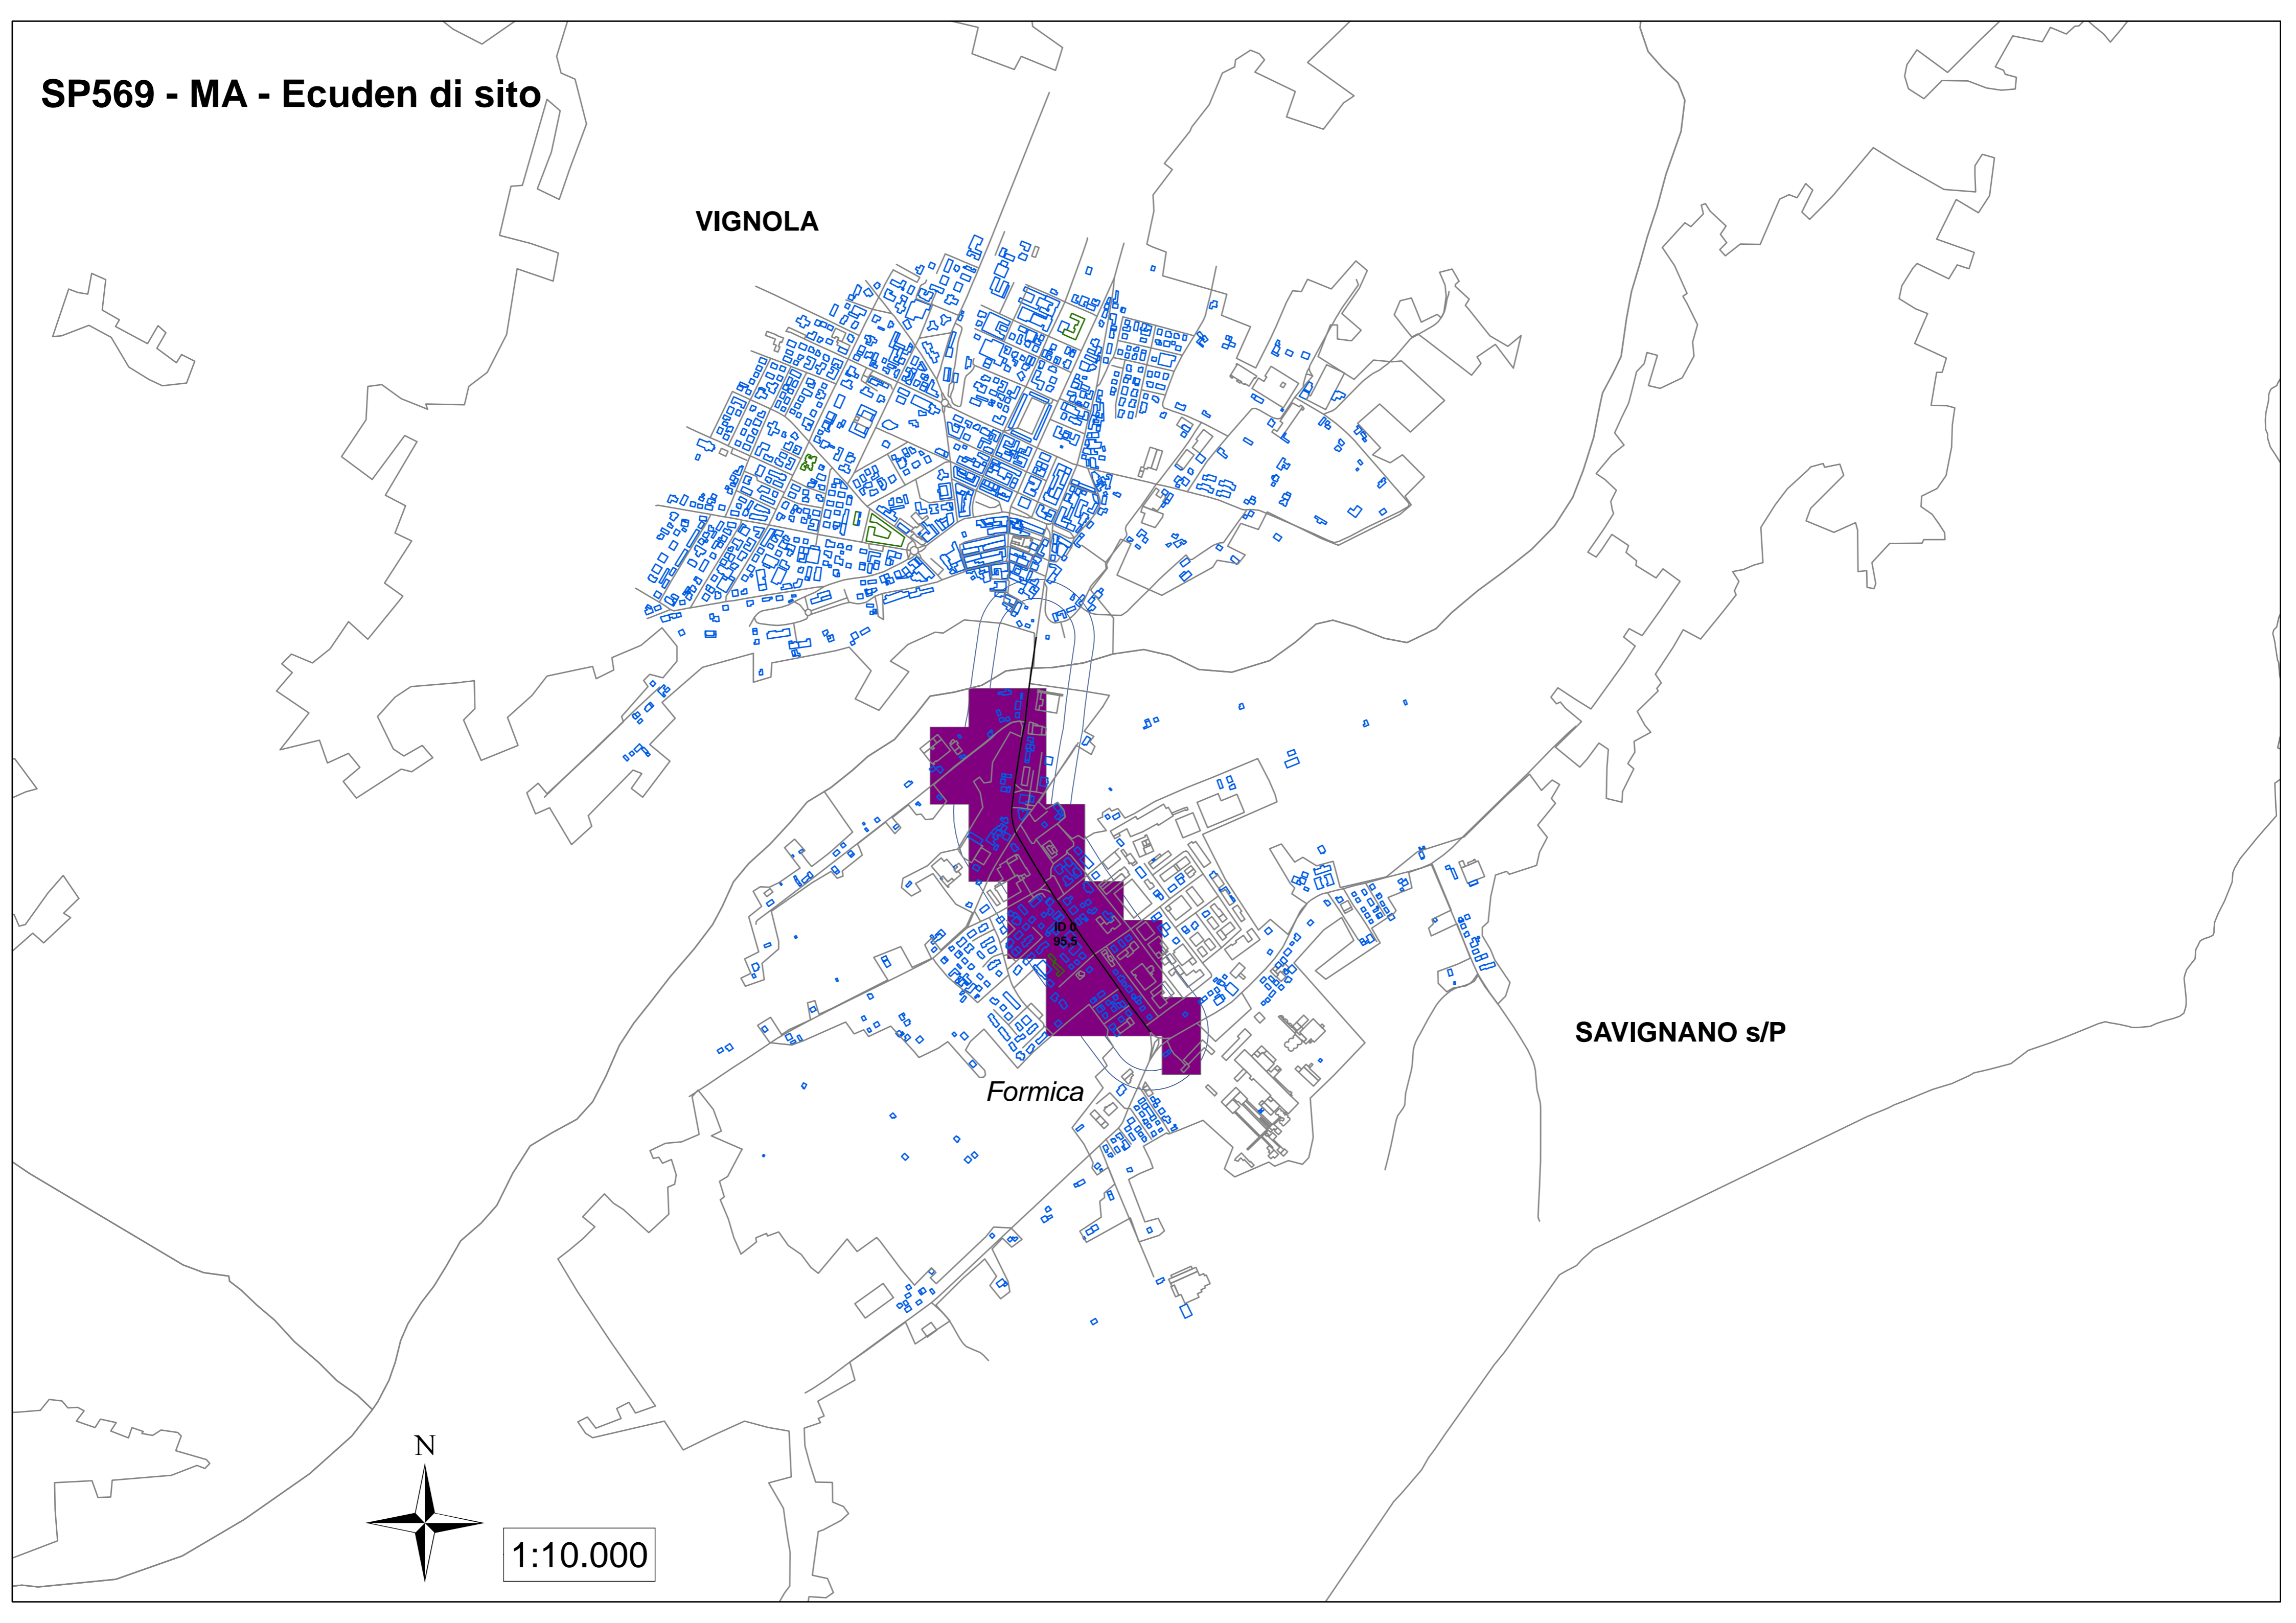 SP569 - MA - Ecuden di sito
VIGNOLA
ID 0
95,5
SAVIGNANO s/P
Formica
N
1:10.000